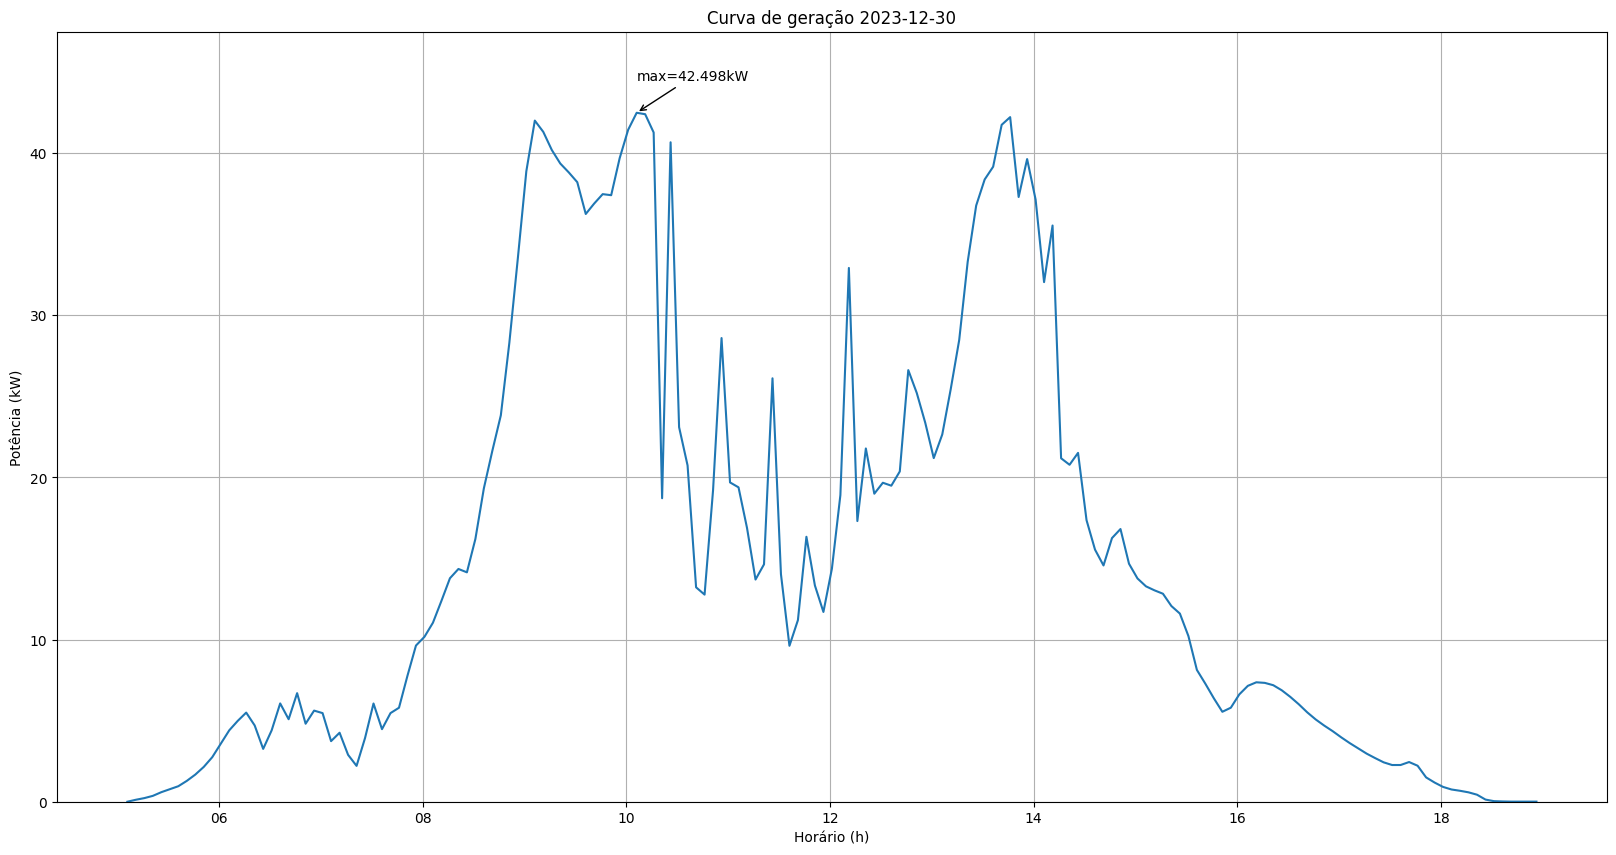 Curva de geração 2023-12-30
max=42.498kW
Potência (kW)
40
30
20
10
0
06 08 10 12 14 16 18
Horário (h)